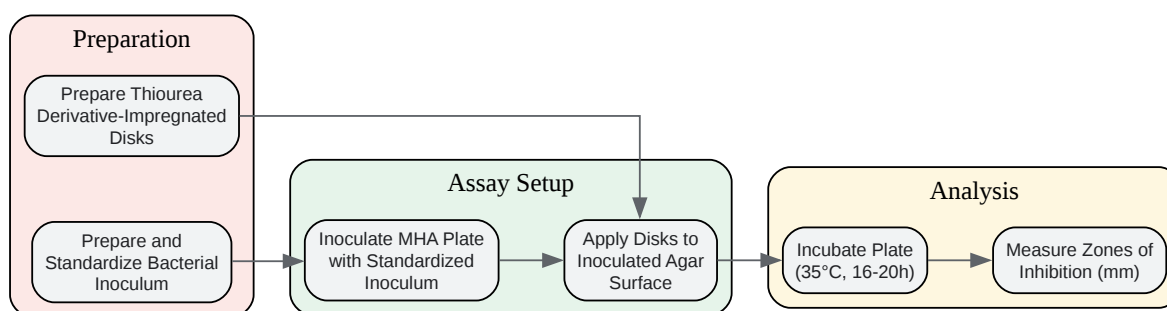 Preparation
Prepare Thiourea
Derivative-Impregnated
Disks
Prepare and
Standardize Bacterial
Inoculum
Assay Setup
Inoculate MHA Plate
with Standardized
Inoculum
Apply Disks to
Inoculated Agar
Surface
Analysis
Incubate Plate
(35°C, 16-20h)
Measure Zones of
Inhibition (mm)